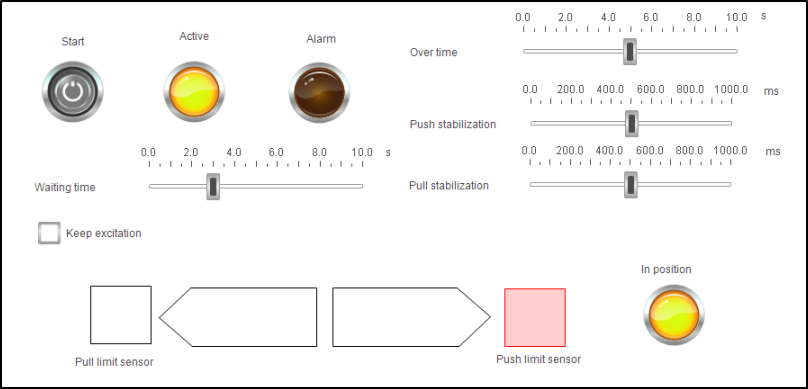 Start
Active
Alarm
Over time
0.0 2.0 4.0 6.0 8.0 10.0 s
Push stabilization
0.0 200.0 400.0 600.0 800.0 1000.0 ms
Waiting time
0.0 2.0 4.0 6.0 8.0 10.0 s
Pull stabilization
0.0 200.0 400.0 600.0 800.0 1000.0 ms
Keep excitation
In position
Pull limit sensor
Push limit sensor